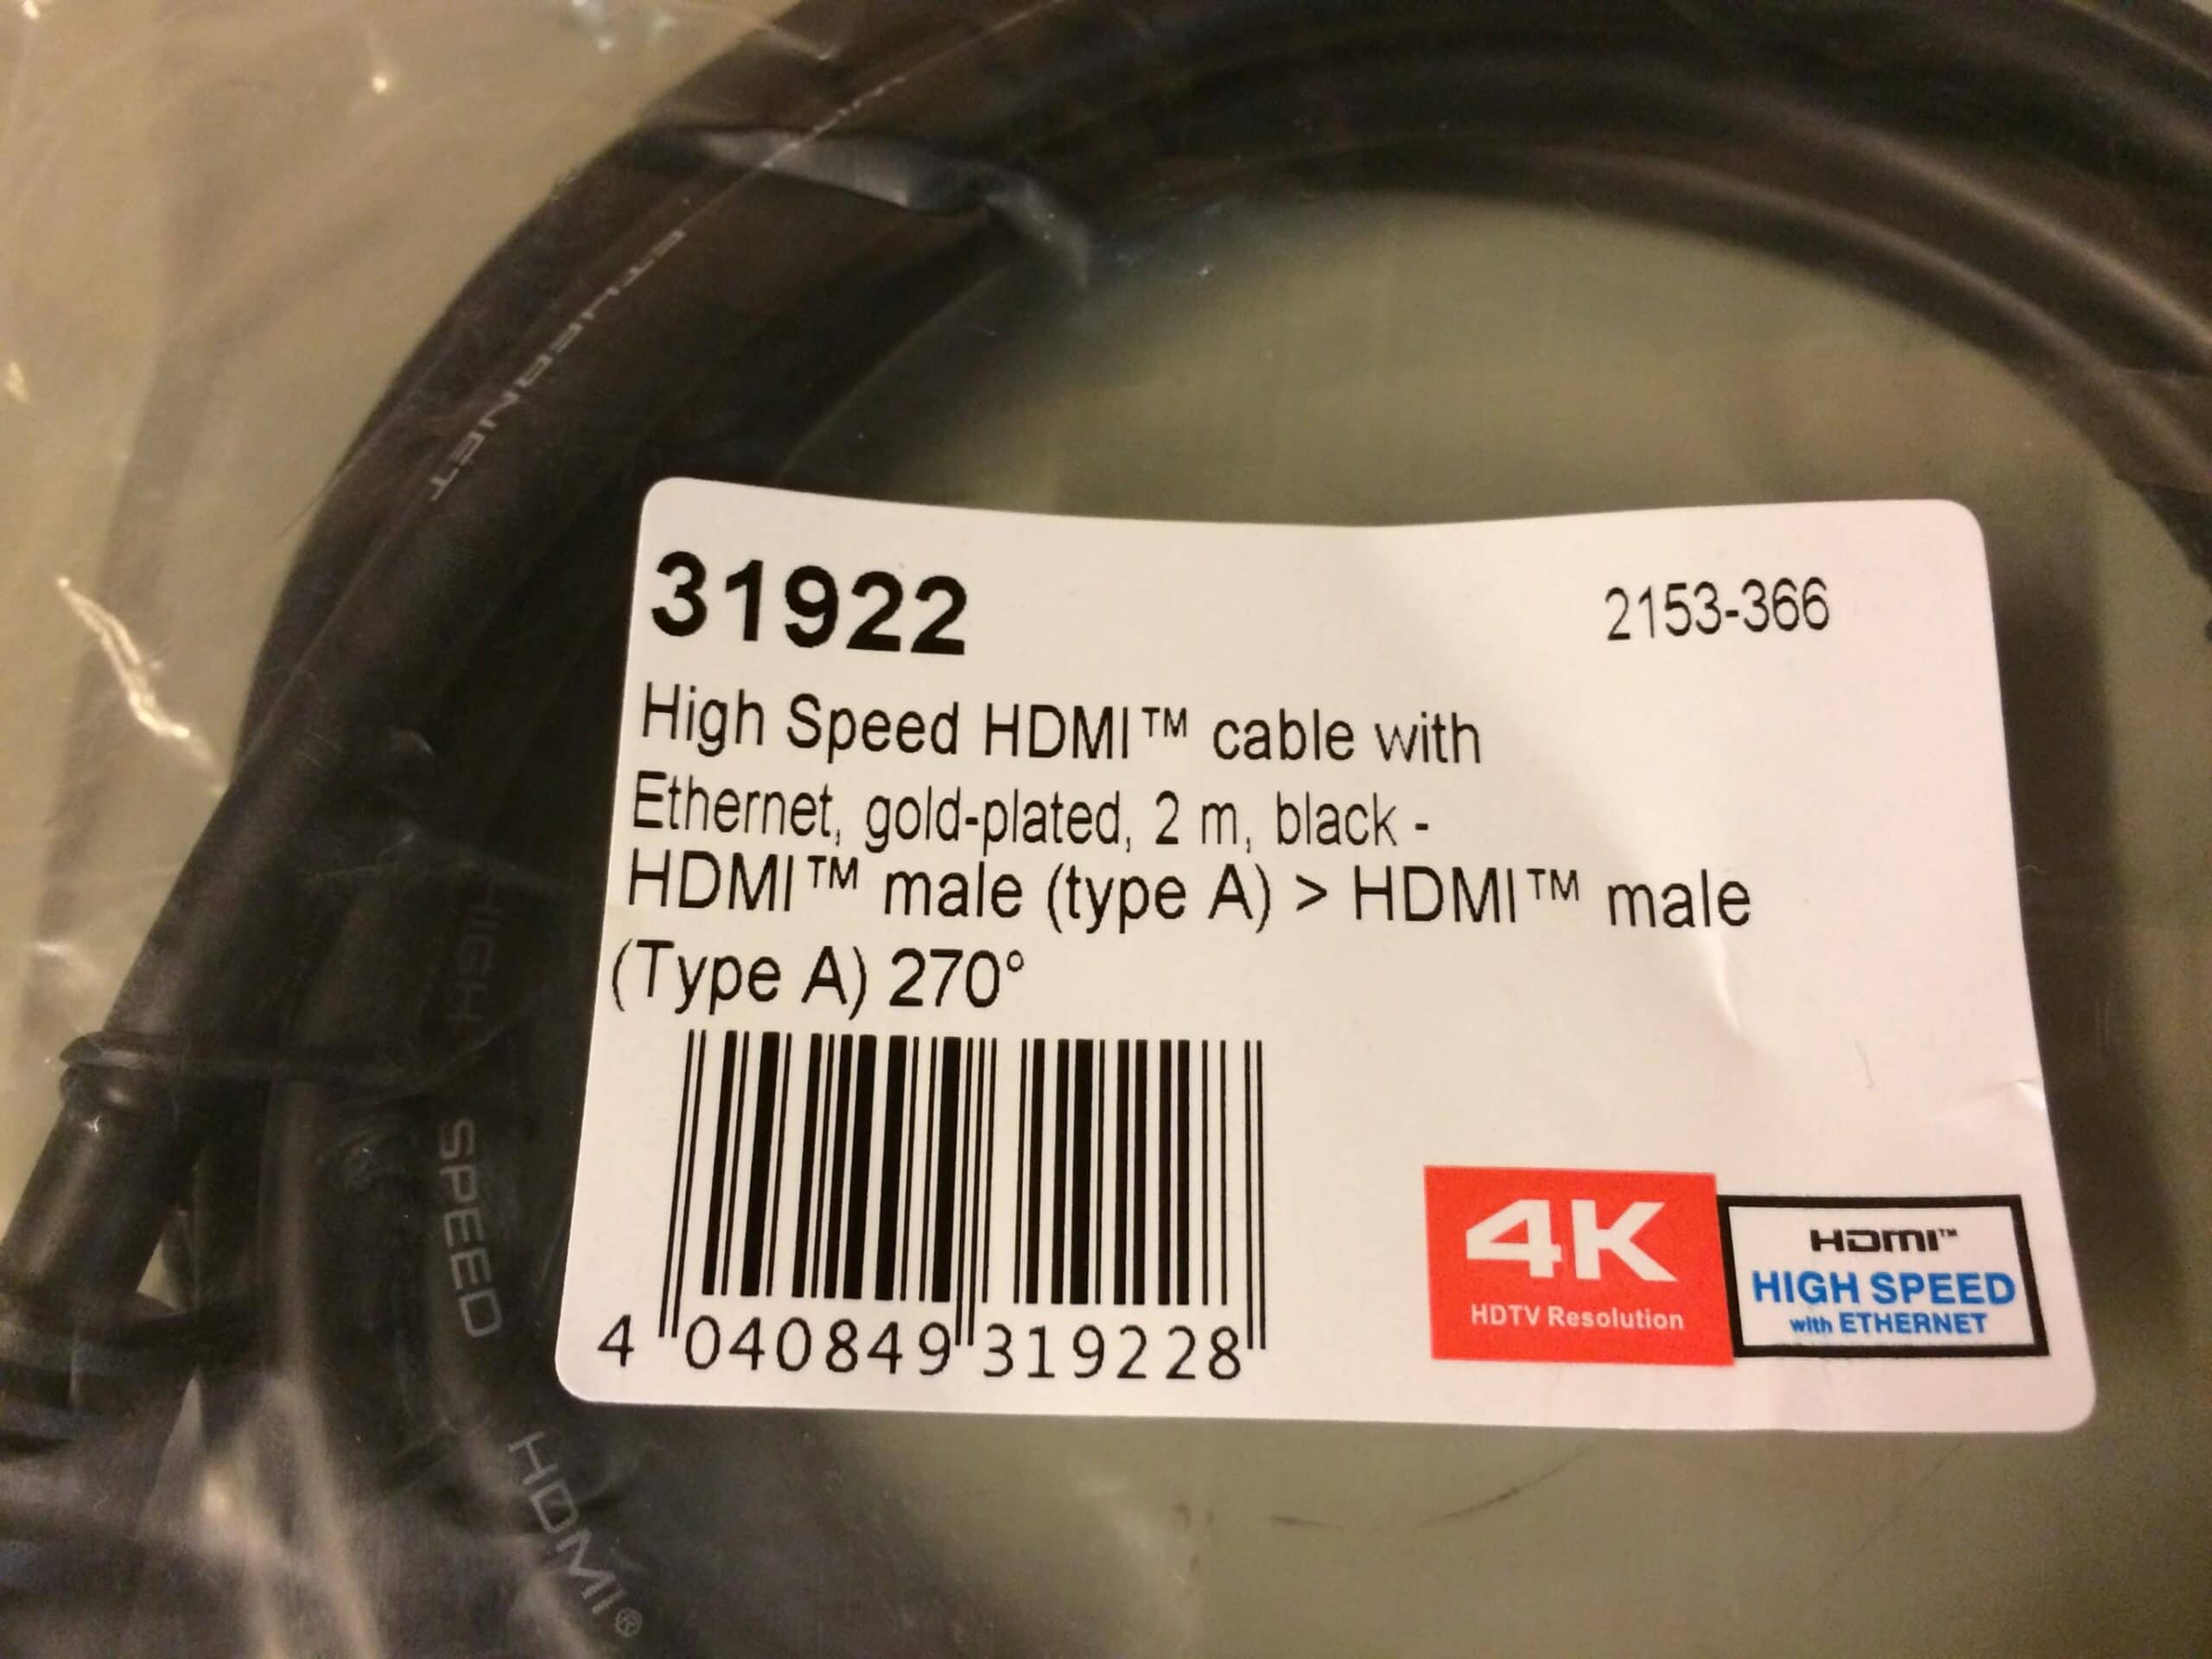 ETHERNET
31922
2153-366
High Speed HDMI™ cable with
Ethernet, gold-plated, 2 m, black -
HDMI™ male (type A) > HDMI™ male
(Type A) 270°
4 040849 319228
4K
HDTV Resolution
HDMI™
HIGH SPEED
with ETHERNET
HIGH SPEED HDMI®